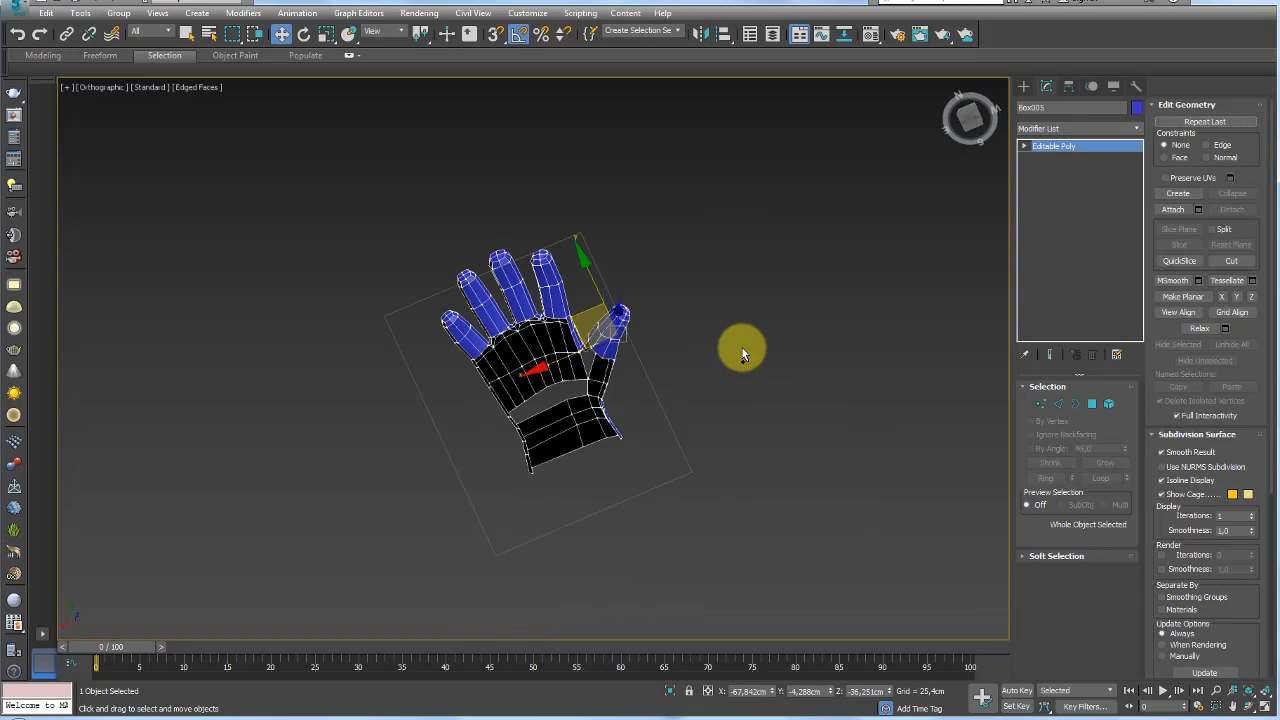 Edit Tools Group Views Create Modifiers Animation Graph Editors Rendering Civil View Customize Scripting Content Help
All View Create Selection Se
Modeling Freeform Selection Object Paint Populate
[+] [Orthographic] [Standard] [Edged Faces]
Box005
Modifier List
Editable Poly
Edit Geometry
Repeat Last
Constraints
None Edge
Face Normal
Preserve UVs
Create Collapse
Attach Detach
Slice Plane Split
Slice Reset Plane
QuickSlice Cut
MSmooth Tessellate
Make Planar X Y Z
View Align Grid Align
Relax
Hide Selected Unhide All
Hide Unselected
Named Selections:
Copy Paste
Delete Isolated Vertices
Full Interactivity
Selection
By Vertex
Ignore Backfacing
By Angle: 45,0
Shrink Grow
Ring Loop
Preview Selection
Off SubObj Multi
Whole Object Selected
Soft Selection
Subdivision Surface
Smooth Result
Use NURMS Subdivision
Isoline Display
Show Cage......
Display
Iterations: 1
Smoothness: 1,0
Render
Iterations: 0
Smoothness: 1,0
Separate By
Smoothing Groups
Materials
Update Options
Always
When Rendering
Manually
Update
0 / 100
0 5 10 15 20 25 30 35 40 45 50 55 60 65 70 75 80 85 90 95 100
1 Object Selected
Click and drag to select and move objects
Welcome to M
X: -67,842cm Y: -4,288cm Z: -36,251cm Grid = 25,4cm
Add Time Tag
Auto Key Selected
Set Key Key Filters... 0